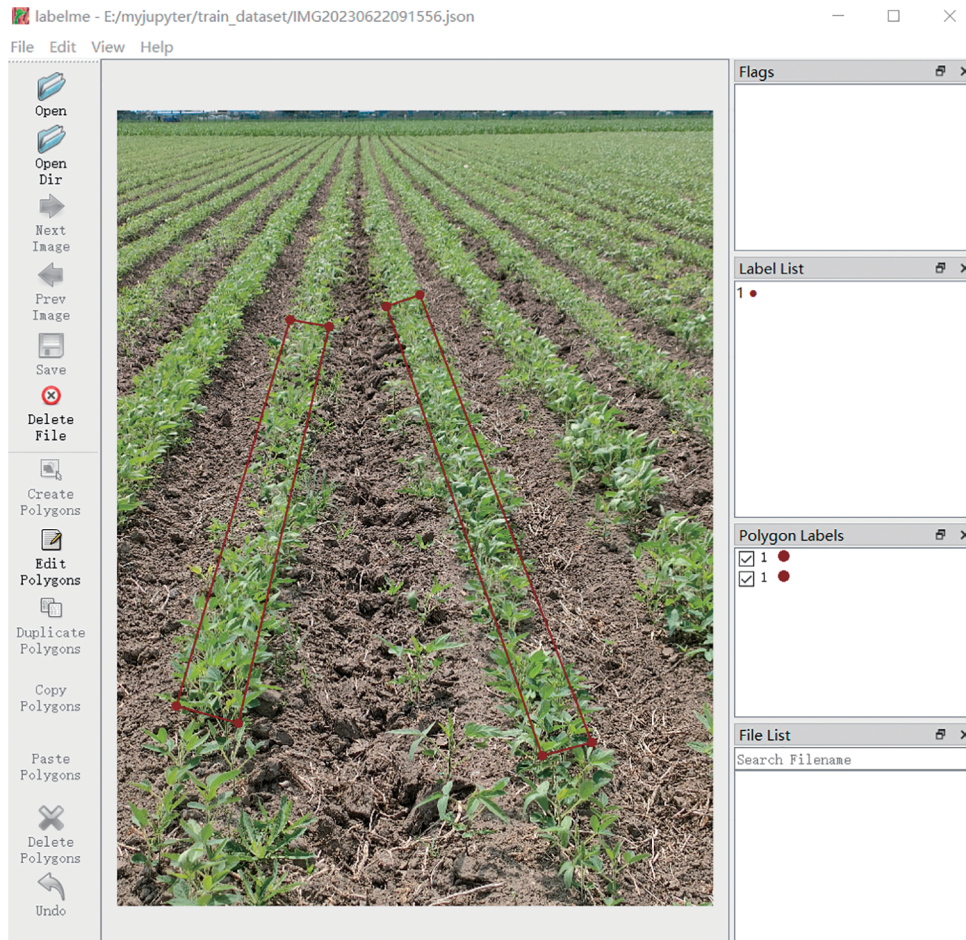 labelme - E:/myjupyter/train_dataset/IMG20230622091556.json
File Edit View Help
Open
Open
Dir
Next
Image
Prev
Image
Save
Delete
File
Create
Polygons
Edit
Polygons
Duplicate
Polygons
Copy
Polygons
Paste
Polygons
Delete
Polygons
Undo
Flags
Label List
1
Polygon Labels
1
1
File List
Search Filename